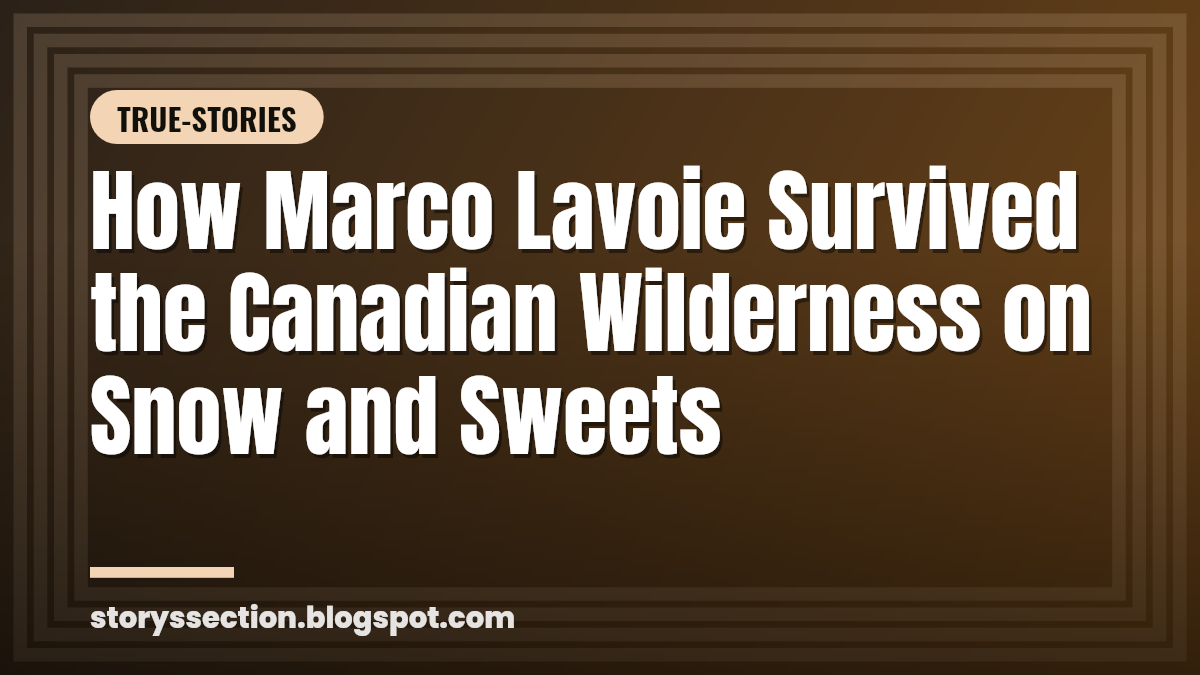 TRUE-STORIES
How Marco Lavoie Survived
the Canadian Wilderness on
Snow and Sweets
storyssection.blogspot.com